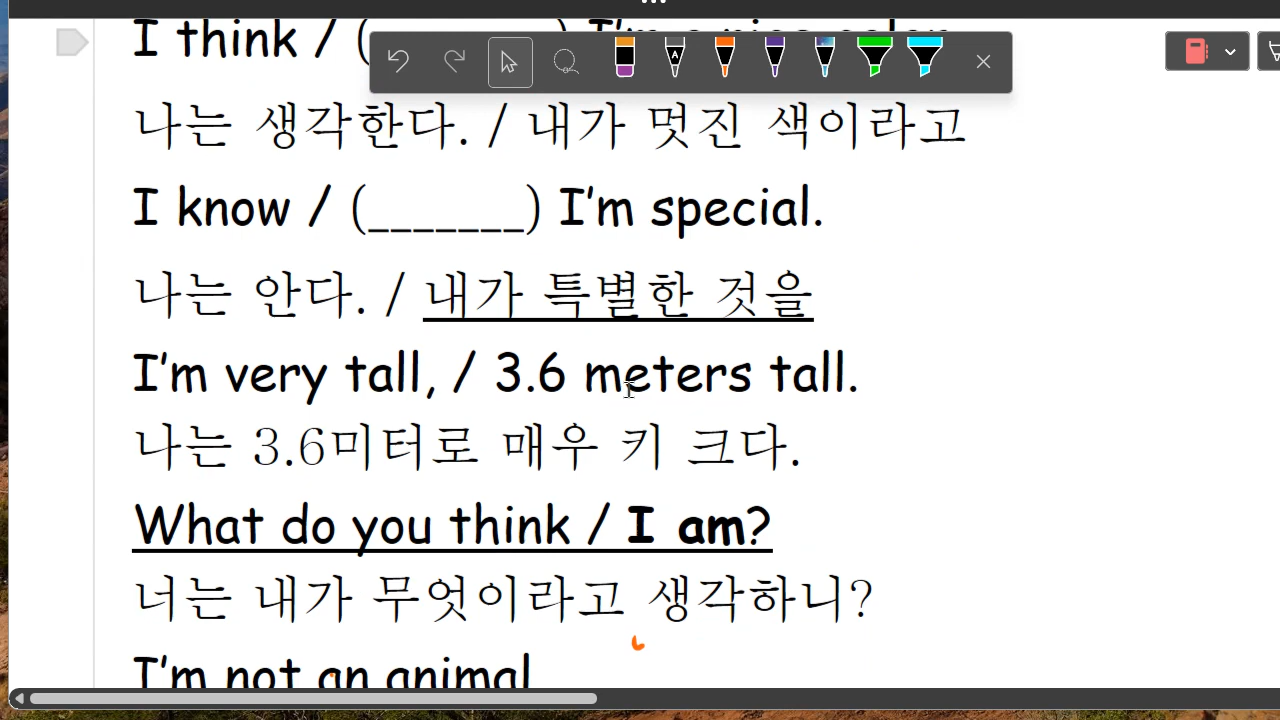 I think / (
나는 생각한다. / 내가 멋진 색이라고
I know / (_______) I’m special.
나는 안다. / 내가 특별한 것을
I’m very tall, / 3.6 meters tall.
나는 3.6미터로 매우 키 크다.
What do you think / I am?
너는 내가 무엇이라고 생각하니?
I’m not an animal